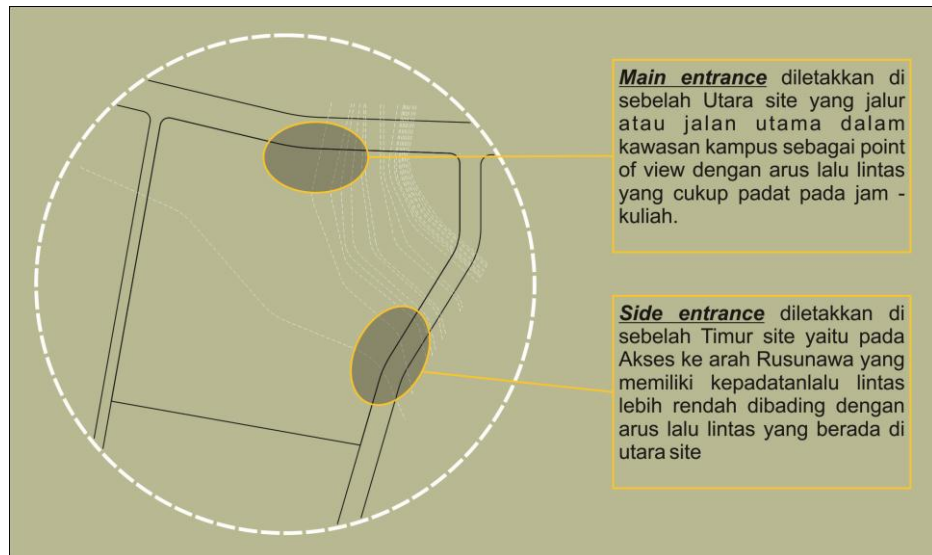 Main entrance diletakkan di
sebelah Utara site yang jalur
atau jalan utama dalam
kawasan kampus sebagai point
of view dengan arus lalu lintas
yang cukup padat pada jam -
kuliah.
Side entrance diletakkan di
sebelah Timur site yaitu pada
Akses ke arah Rusunawa yang
memiliki kepadatanlalu lintas
lebih rendah dibading dengan
arus lalu lintas yang berada di
utara site